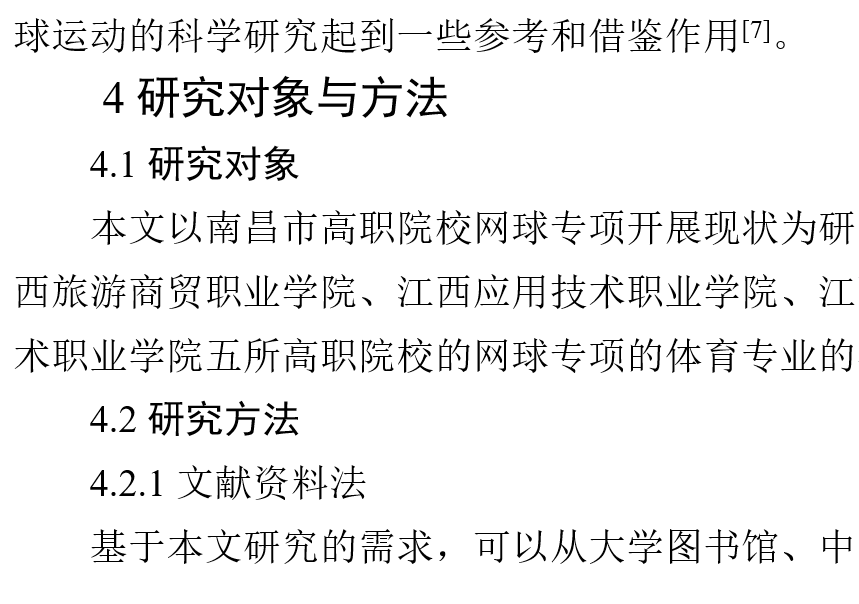 球运动的科学研究起到一些参考和借鉴作用[7]。
4 研究对象与方法
4.1 研究对象
本文以南昌市高职院校网球专项开展现状为研
西旅游商贸职业学院、江西应用技术职业学院、江
术职业学院五所高职院校的网球专项的体育专业的
4.2 研究方法
4.2.1 文献资料法
基于本文研究的需求，可以从大学图书馆、中